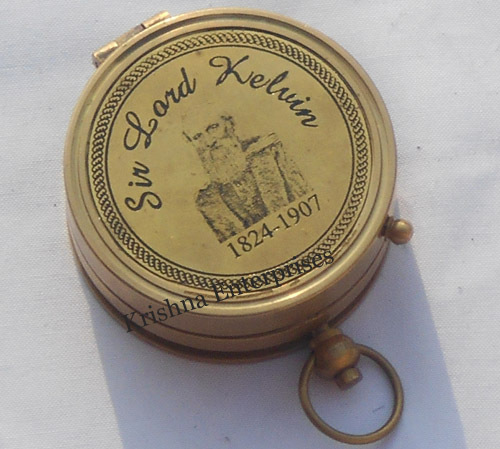 Sir Lord Kelvin
1824-1907
Krishna Enterprises